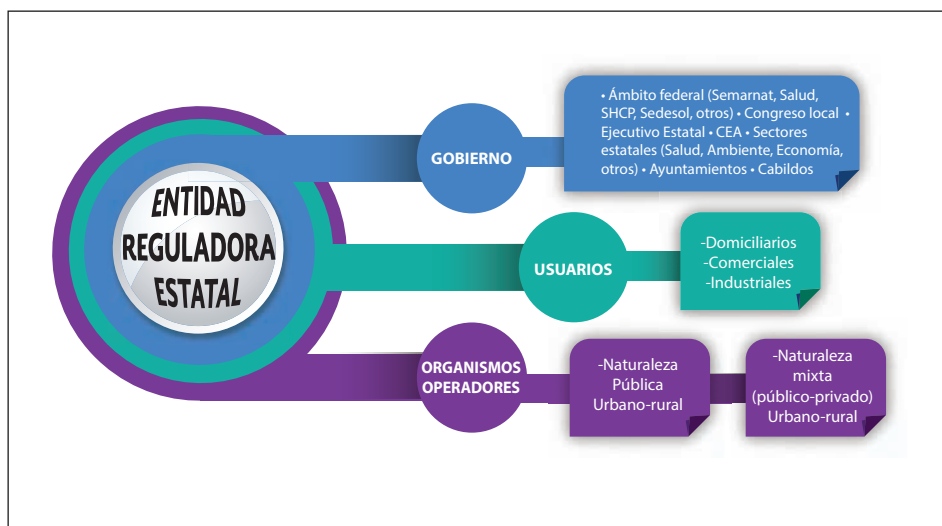 ENTIDAD
REGULADORA
ESTATAL
GOBIERNO
• Ámbito federal (Semarnat, Salud,
SHCP, Sedesol, otros) • Congreso local •
Ejecutivo Estatal • CEA • Sectores
estatales (Salud, Ambiente, Economía,
otros) • Ayuntamientos • Cabildos
USUARIOS
-Domiciliarios
-Comerciales
-Industriales
ORGANISMOS
OPERADORES
-Naturaleza
Pública
Urbano-rural
-Naturaleza
mixta
(público-privado)
Urbano-rural